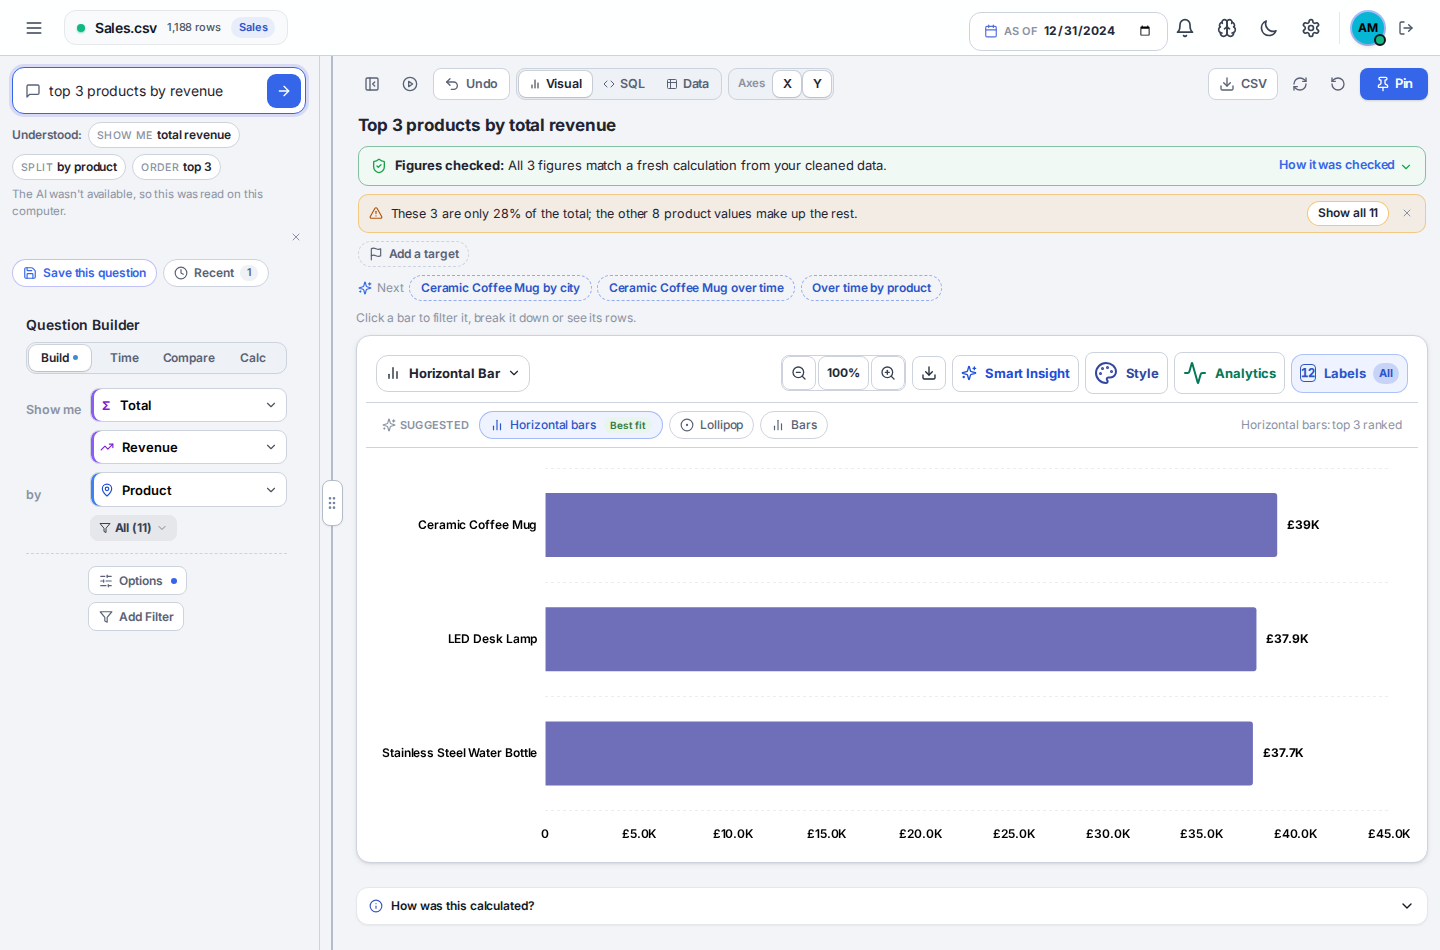 Sales.csv 1,188 rows Sales
AS OF 12/31/2024
AM
top 3 products by revenue
Understood: SHOW ME total revenue
SPLIT by product ORDER top 3
The AI wasn't available, so this was read on this
computer.
Save this question Recent 1
Question Builder
Build Time Compare Calc
Show me Σ Total
Revenue
by Product
All (11)
Options
Add Filter
Undo Visual SQL Data Axes X Y CSV Pin
Top 3 products by total revenue
Figures checked: All 3 figures match a fresh calculation from your cleaned data. How it was checked
These 3 are only 28% of the total; the other 8 product values make up the rest. Show all 11
Add a target
Next Ceramic Coffee Mug by city Ceramic Coffee Mug over time Over time by product
Click a bar to filter it, break it down or see its rows.
Horizontal Bar 100% Smart Insight Style Analytics 12 Labels All
SUGGESTED Horizontal bars Best fit Lollipop Bars Horizontal bars: top 3 ranked
Ceramic Coffee Mug £39K
LED Desk Lamp £37.9K
Stainless Steel Water Bottle £37.7K
0 £5.0K £10.0K £15.0K £20.0K £25.0K £30.0K £35.0K £40.0K £45.0K
How was this calculated?